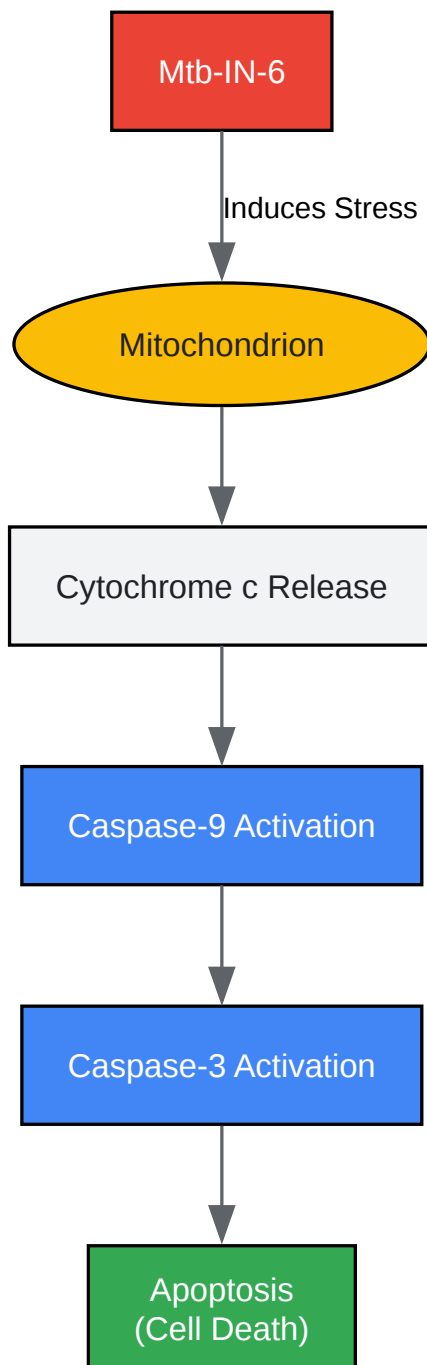 Mtb-IN-6
Induces Stress
Mitochondrion
Cytochrome c Release
Caspase-9 Activation
Caspase-3 Activation
Apoptosis
(Cell Death)